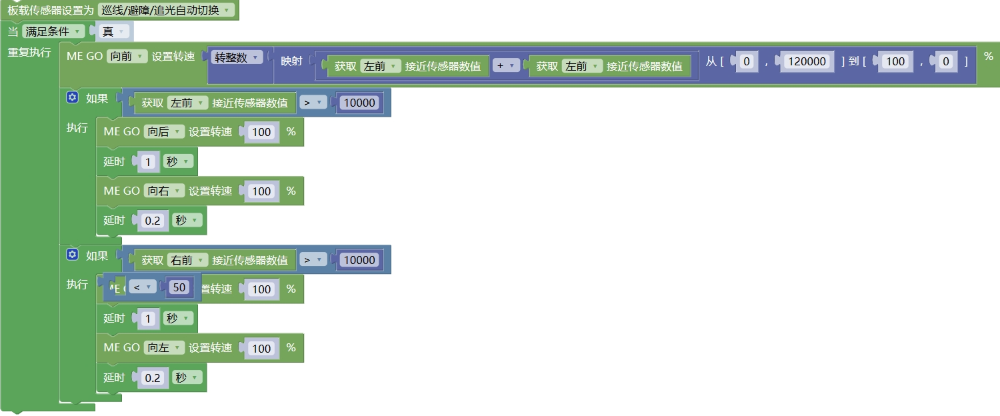 板载传感器设置为 巡线/避障/追光自动切换
当 满足条件 真
重复执行 ME GO 向前 设置转速 转整数 映射 获取 左前 接近传感器数值 + 获取 左前 接近传感器数值 从 [ 0 , 120000 ] 到 [ 100 , 0 ] %
如果 获取 左前 接近传感器数值 > 10000
执行 ME GO 向后 设置转速 100 %
延时 1 秒
ME GO 向右 设置转速 100 %
延时 0.2 秒
如果 获取 右前 接近传感器数值 > 10000
执行 < 50 置转速 100 %
延时 1 秒
ME GO 向左 设置转速 100 %
延时 0.2 秒